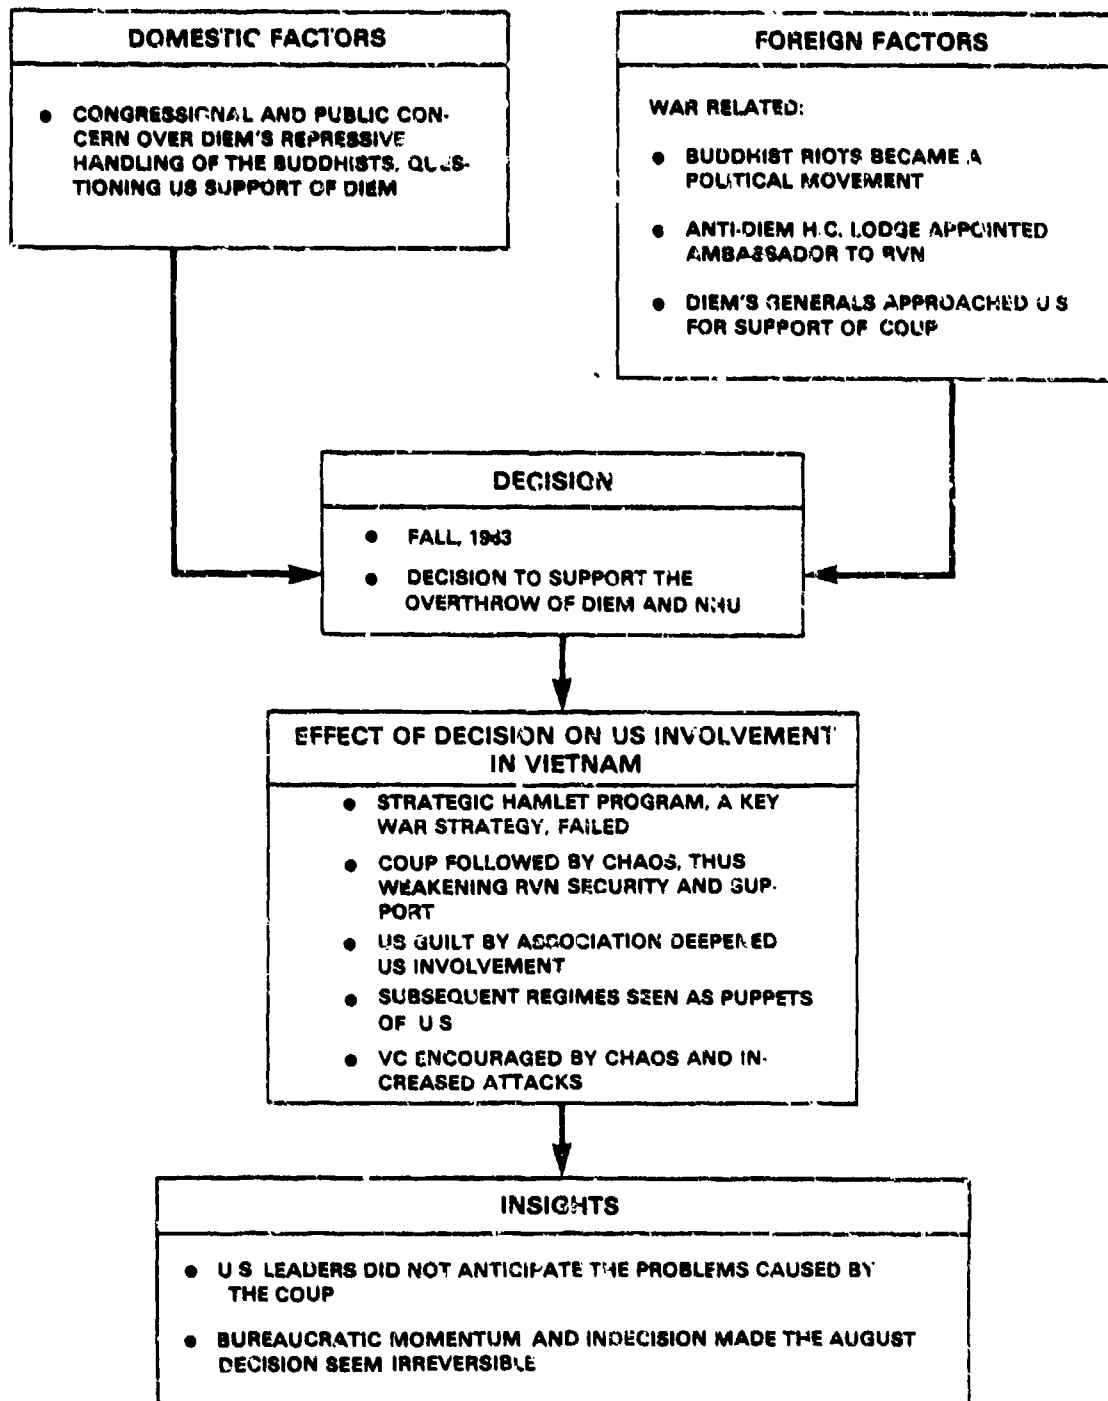 DOMESTIC FACTORS
● CONGRESSIONAL AND PUBLIC CON-
CERN OVER DIEM'S REPRESSIVE
HANDLING OF THE BUDDHISTS, QUES-
TIONING US SUPPORT OF DIEM
FOREIGN FACTORS
WAR RELATED:
● BUDDHIST RIOTS BECAME A
POLITICAL MOVEMENT
● ANTI-DIEM H.C. LODGE APPOINTED
AMBASSADOR TO RVN
● DIEM'S GENERALS APPROACHED U S
FOR SUPPORT OF COUP
DECISION
● FALL, 1963
● DECISION TO SUPPORT THE
OVERTHROW OF DIEM AND NHU
EFFECT OF DECISION ON US INVOLVEMENT
IN VIETNAM
● STRATEGIC HAMLET PROGRAM, A KEY
WAR STRATEGY, FAILED
● COUP FOLLOWED BY CHAOS, THUS
WEAKENING RVN SECURITY AND SUP-
PORT
● US GUILT BY ASSOCIATION DEEPENED
US INVOLVEMENT
● SUBSEQUENT REGIMES SEEN AS PUPPETS
OF U S
● VC ENCOURAGED BY CHAOS AND IN-
CREASED ATTACKS
INSIGHTS
● U S LEADERS DID NOT ANTICIPATE THE PROBLEMS CAUSED BY
THE COUP
● BUREAUCRATIC MOMENTUM AND INDECISION MADE THE AUGUST
DECISION SEEM IRREVERSIBLE